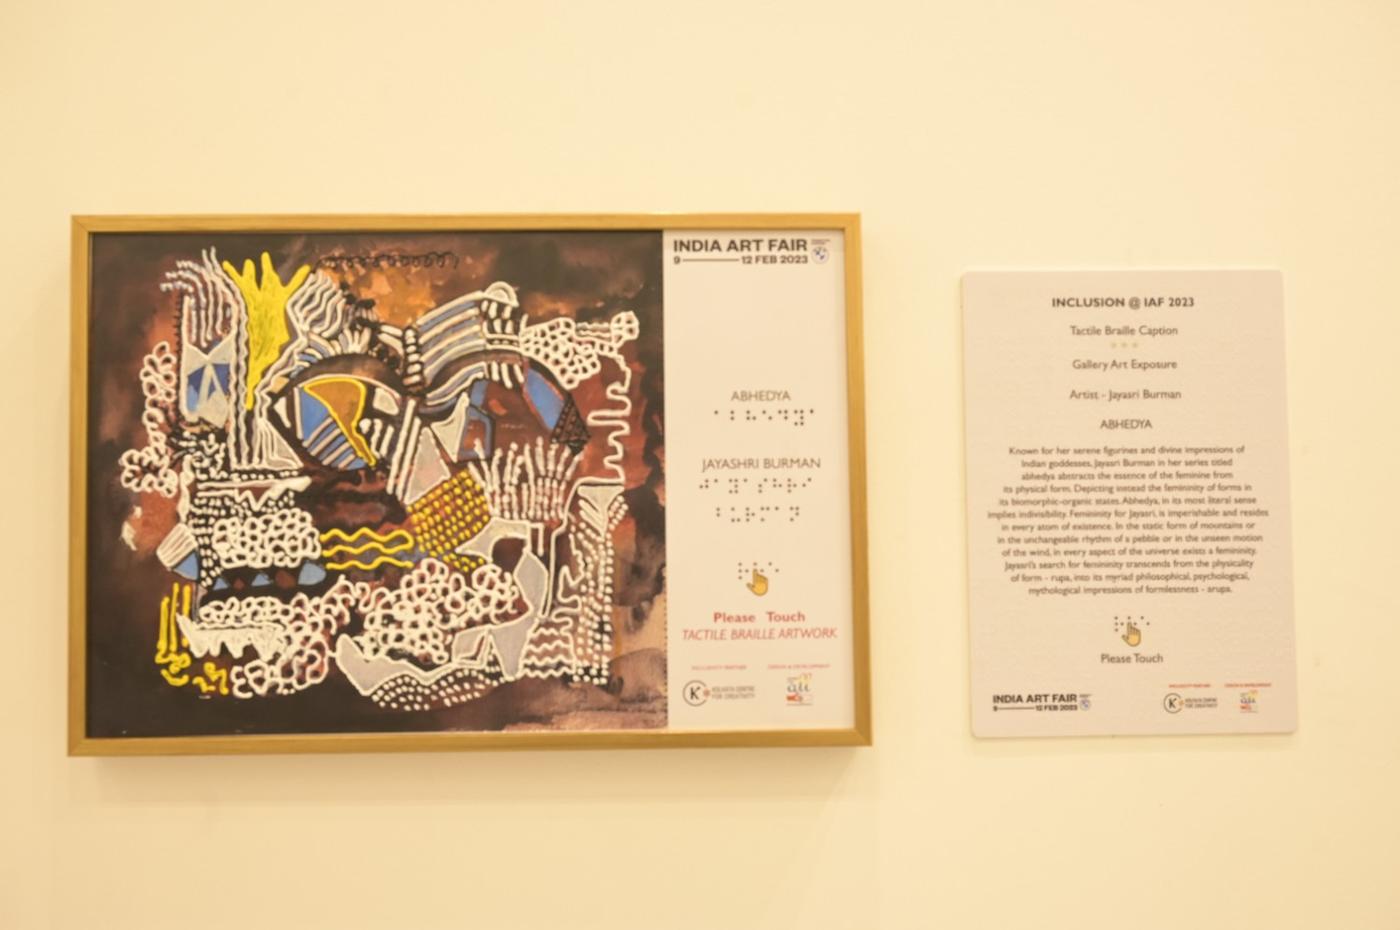 INDIA ART FAIR
9 12 FEB 2023
ABHEDYA
⠁⠃⠓⠑⠙⠽⠁
JAYASHRI BURMAN
⠚⠁⠽⠁⠎⠓⠗⠊
⠃⠥⠗⠍⠁⠝
Please Touch
TACTILE BRAILLE ARTWORK
INCLUSIVITY PARTNER DESIGN & DEVELOPMENT
K KOLKATA CENTRE
FOR CREATIVITY
INCLUSION @ IAF 2023
Tactile Braille Caption
Gallery Art Exposure
Artist - Jayasri Burman
ABHEDYA
Known for her serene figurines and divine impressions of
Indian goddesses, Jayasri Burman in her series titled
abhedya abstracts the essence of the feminine from
its physical form. Depicting instead the femininity of forms in
its biomorphic-organic states. Abhedya, in its most literal sense
implies indivisibility. Femininity for Jayasri, is imperishable and resides
in every atom of existence. In the static form of mountains or
in the unchangeable rhythm of a pebble or in the unseen motion
of the wind, in every aspect of the universe exists a femininity.
Jayasri's search for femininity transcends from the physicality
of form - rupa, into its myriad philosophical, psychological,
mythological impressions of formlessness - arupa.
Please Touch
INDIA ART FAIR
9 12 FEB 2023
INCLUSIVITY PARTNER DESIGN & DEVELOPMENT
K KOLKATA CENTRE
FOR CREATIVITY